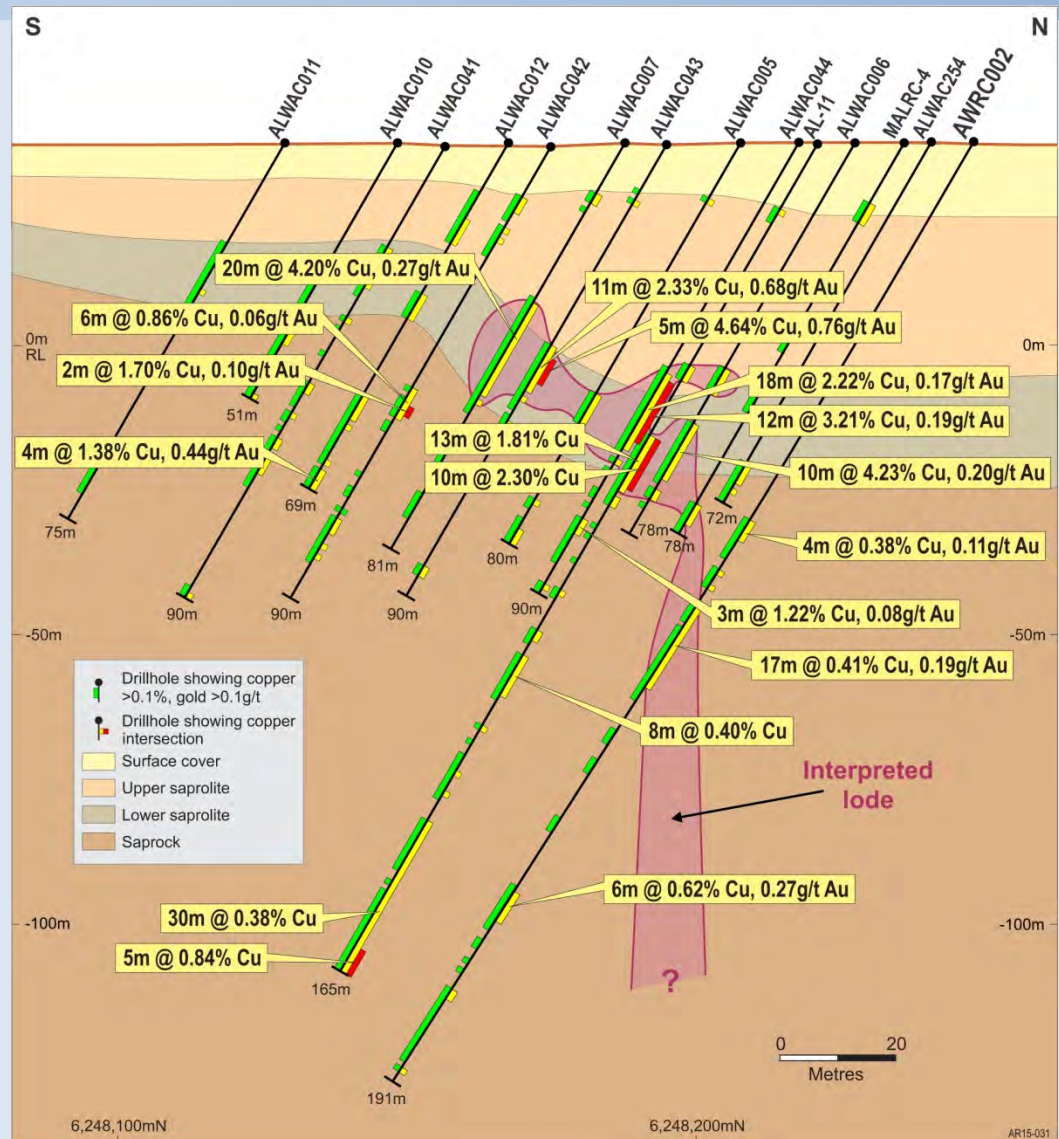 S
N
ALWAC011
ALWAC010
ALWAC041
ALWAC012
ALWAC042
ALWAC007
ALWAC043
ALWAC005
ALWAC044
AL-11
ALWAC006
MALRC-4
ALWAC254
AWRC002
20m @ 4.20% Cu, 0.27g/t Au
11m @ 2.33% Cu, 0.68g/t Au
6m @ 0.86% Cu, 0.06g/t Au
5m @ 4.64% Cu, 0.76g/t Au
0m
RL
0m
2m @ 1.70% Cu, 0.10g/t Au
18m @ 2.22% Cu, 0.17g/t Au
51m
12m @ 3.21% Cu, 0.19g/t Au
13m @ 1.81% Cu
4m @ 1.38% Cu, 0.44g/t Au
10m @ 2.30% Cu
10m @ 4.23% Cu, 0.20g/t Au
69m
72m
75m
78m
78m
4m @ 0.38% Cu, 0.11g/t Au
81m
80m
90m
90m
90m
90m
3m @ 1.22% Cu, 0.08g/t Au
-50m
-50m
17m @ 0.41% Cu, 0.19g/t Au
Drillhole showing copper
>0.1%, gold >0.1g/t
Drillhole showing copper
intersection
Surface cover
Upper saprolite
Lower saprolite
Saprock
8m @ 0.40% Cu
Interpreted
lode
6m @ 0.62% Cu, 0.27g/t Au
30m @ 0.38% Cu
-100m
-100m
5m @ 0.84% Cu
165m
?
0 20
Metres
191m
6,248,100mN
6,248,200mN
AR15-031